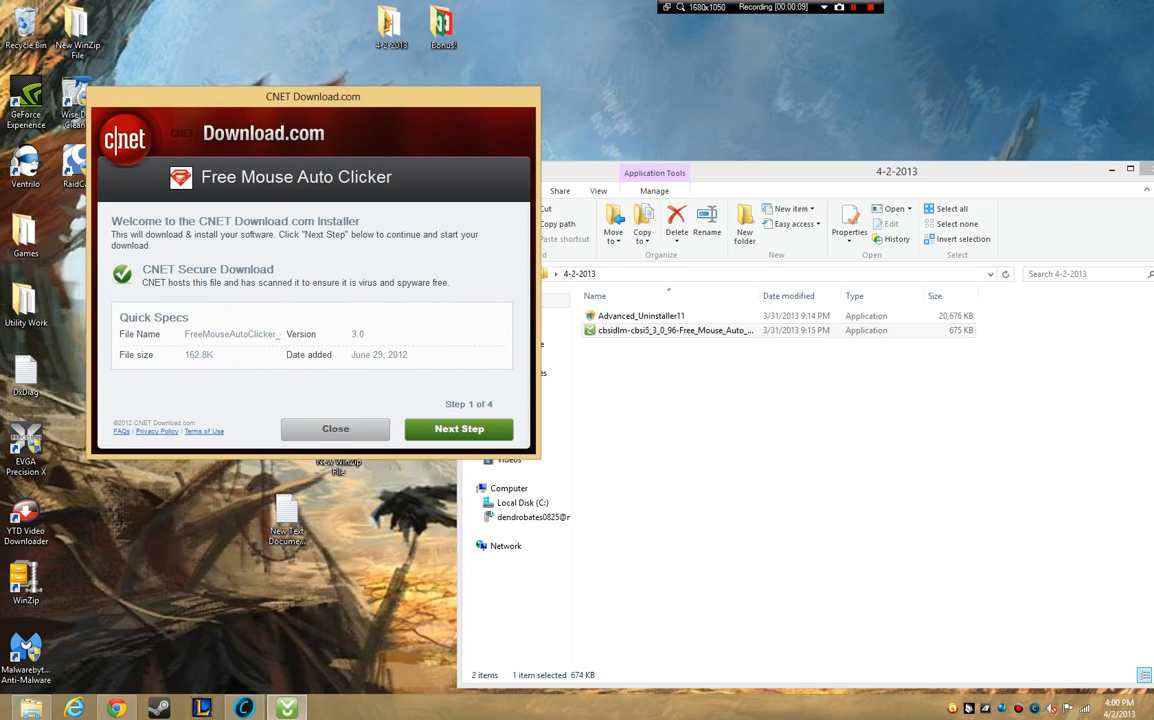 1680x1050
Recording [00:00:09]
Recycle Bin
New WinZip
File
4-2-2013
Bonus!
GeForce
Experience
Wise D
Clean
Ventrilo
RaidC
Games
Utility Work
DxDiag
EVGA
Precision X
YTD Video
Downloader
WinZip
Malwarebyt...
Anti-Malware
New WinZip
File
New Text
Docume...
CNET Download.com
c|net
CNET Download.com
Free Mouse Auto Clicker
Welcome to the CNET Download.com Installer
This will download & install your software. Click "Next Step" below to continue and start your
download.
CNET Secure Download
CNET hosts this file and has scanned it to ensure it is virus and spyware free.
Quick Specs
File Name FreeMouseAutoClicker_ Version 3.0
File size 162.8K Date added June 29, 2012
Step 1 of 4
©2012 CNET Download.com
FAQs | Privacy Policy | Terms of Use
Close
Next Step
Application Tools
4-2-2013
Share View Manage
Cut
Copy path
Paste shortcut
Move
to
Copy
to
Delete
Rename
Organize
New
folder
New item
Easy access
New
Properties
Open
Edit
History
Open
Select all
Select none
Invert selection
Select
4-2-2013
Search 4-2-2013
Name Date modified Type Size
Advanced_Uninstaller11 3/31/2013 9:14 PM Application 20,676 KB
cbsidlm-cbsi5_3_0_96-Free_Mouse_Auto_... 3/31/2013 9:15 PM Application 675 KB
Videos
Computer
Local Disk (C:)
dendrobates0825@
Network
2 items 1 item selected 674 KB
4:00 PM
4/2/2013